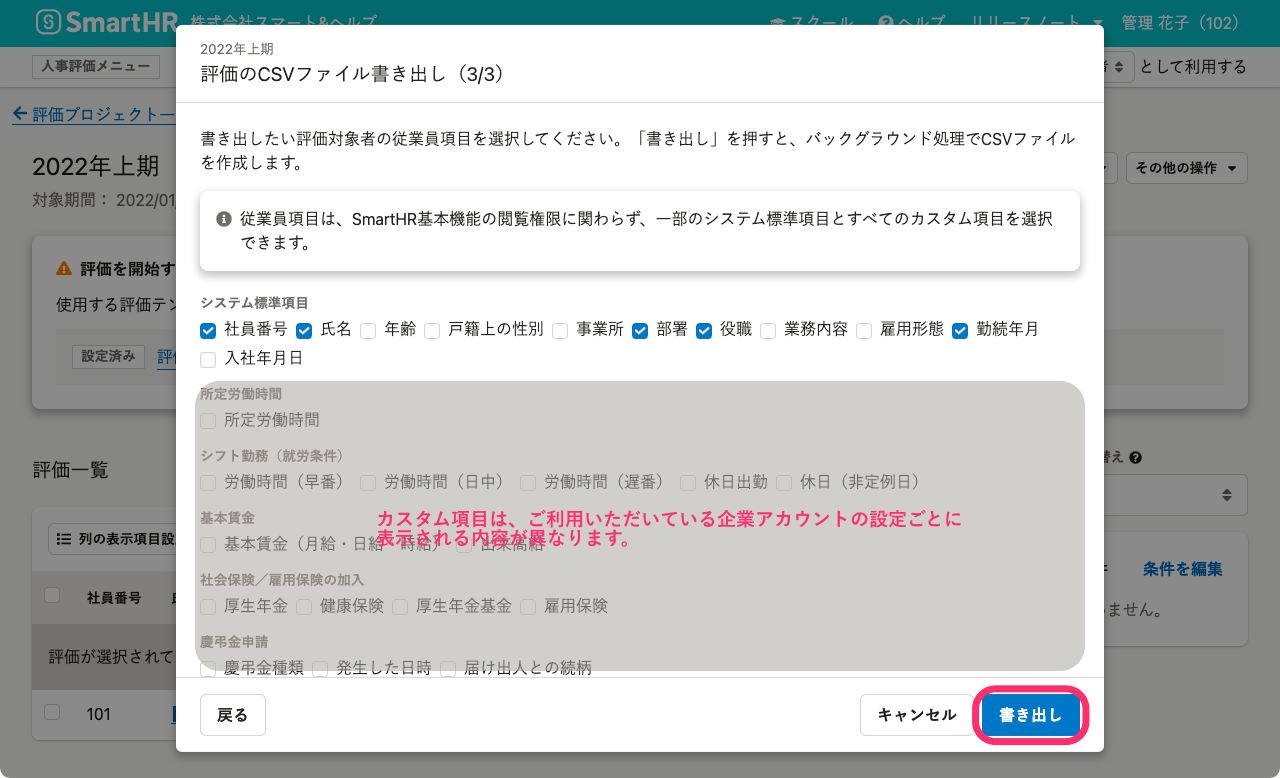 SmartHR 株式会社スマート&ヘルプ スクール ヘルプ リリースノート 管理 花子（102）
人事評価メニュー として利用する
評価プロジェクト一
2022年上期
対象期間： 2022/01
その他の操作
評価を開始す
使用する評価テン
設定済み 評価
評価一覧
替え
列の表示項目設
条件を編集
社員番号
いません。
評価が選択されて
101
2022年上期
評価のCSVファイル書き出し（3/3）
書き出したい評価対象者の従業員項目を選択してください。「書き出し」を押すと、バックグラウンド処理でCSVファイル
を作成します。
従業員項目は、SmartHR基本機能の閲覧権限に関わらず、一部のシステム標準項目とすべてのカスタム項目を選択
できます。
システム標準項目
社員番号 氏名 年齢 戸籍上の性別 事業所 部署 役職 業務内容 雇用形態 勤続年月
入社年月日
所定労働時間
所定労働時間
シフト勤務（就労条件）
労働時間（早番） 労働時間（日中） 労働時間（遅番） 休日出勤 休日（非定例日）
基本賃金
カスタム項目は、ご利用いただいている企業アカウントの設定ごとに
表示される内容が異なります。
基本賃金（月給・日給・時給） 出来高給
社会保険／雇用保険の加入
厚生年金 健康保険 厚生年金基金 雇用保険
慶弔金申請
慶弔金種類 発生した日時 届け出人との続柄
戻る キャンセル 書き出し